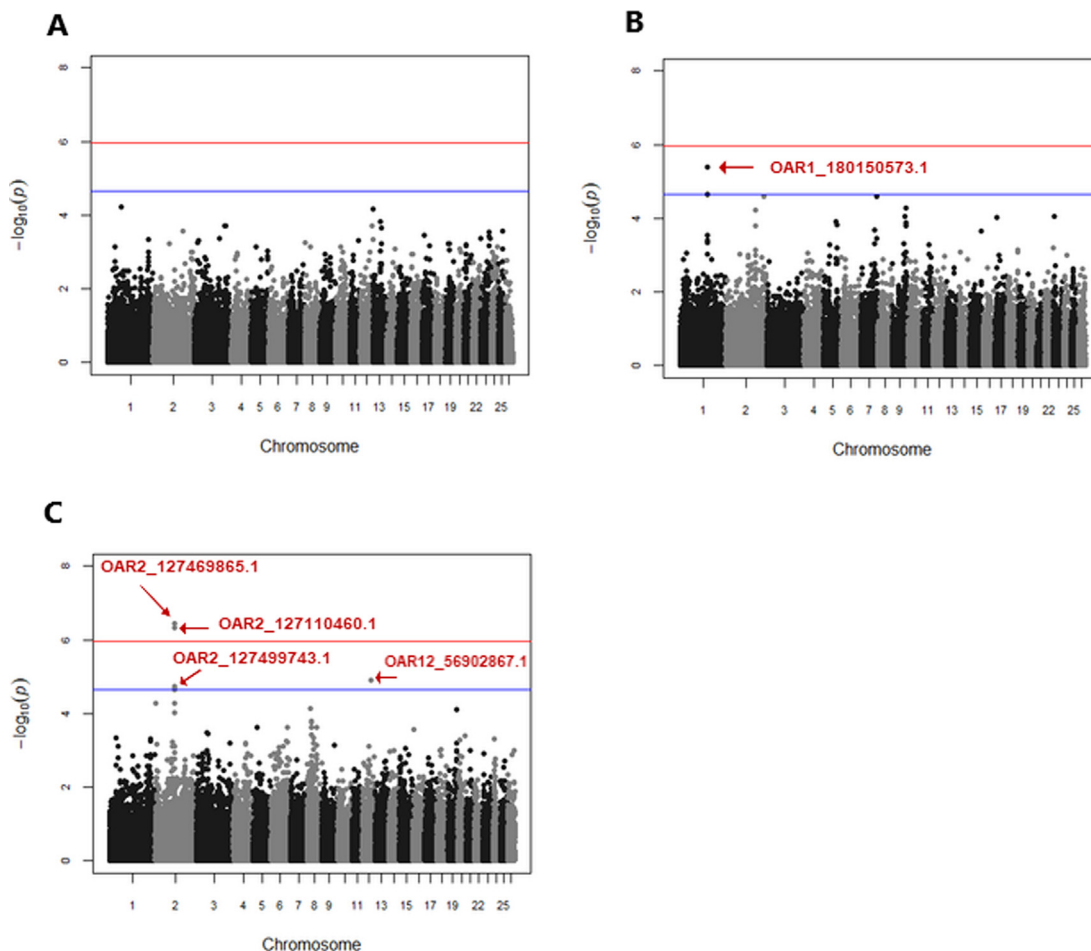 A
8
6
4
2
0
−log10(p)
1 2 3 4 5 6 7 8 9 11 13 15 17 19 22 25
Chromosome
B
8
6
4
2
0
−log10(p)
OAR1_180150573.1
1 2 3 4 5 6 7 8 9 11 13 15 17 19 22 25
Chromosome
C
8
6
4
2
0
−log10(p)
OAR2_127469865.1
OAR2_127110460.1
OAR2_127499743.1
OAR12_56902867.1
1 2 3 4 5 6 7 8 9 11 13 15 17 19 22 25
Chromosome